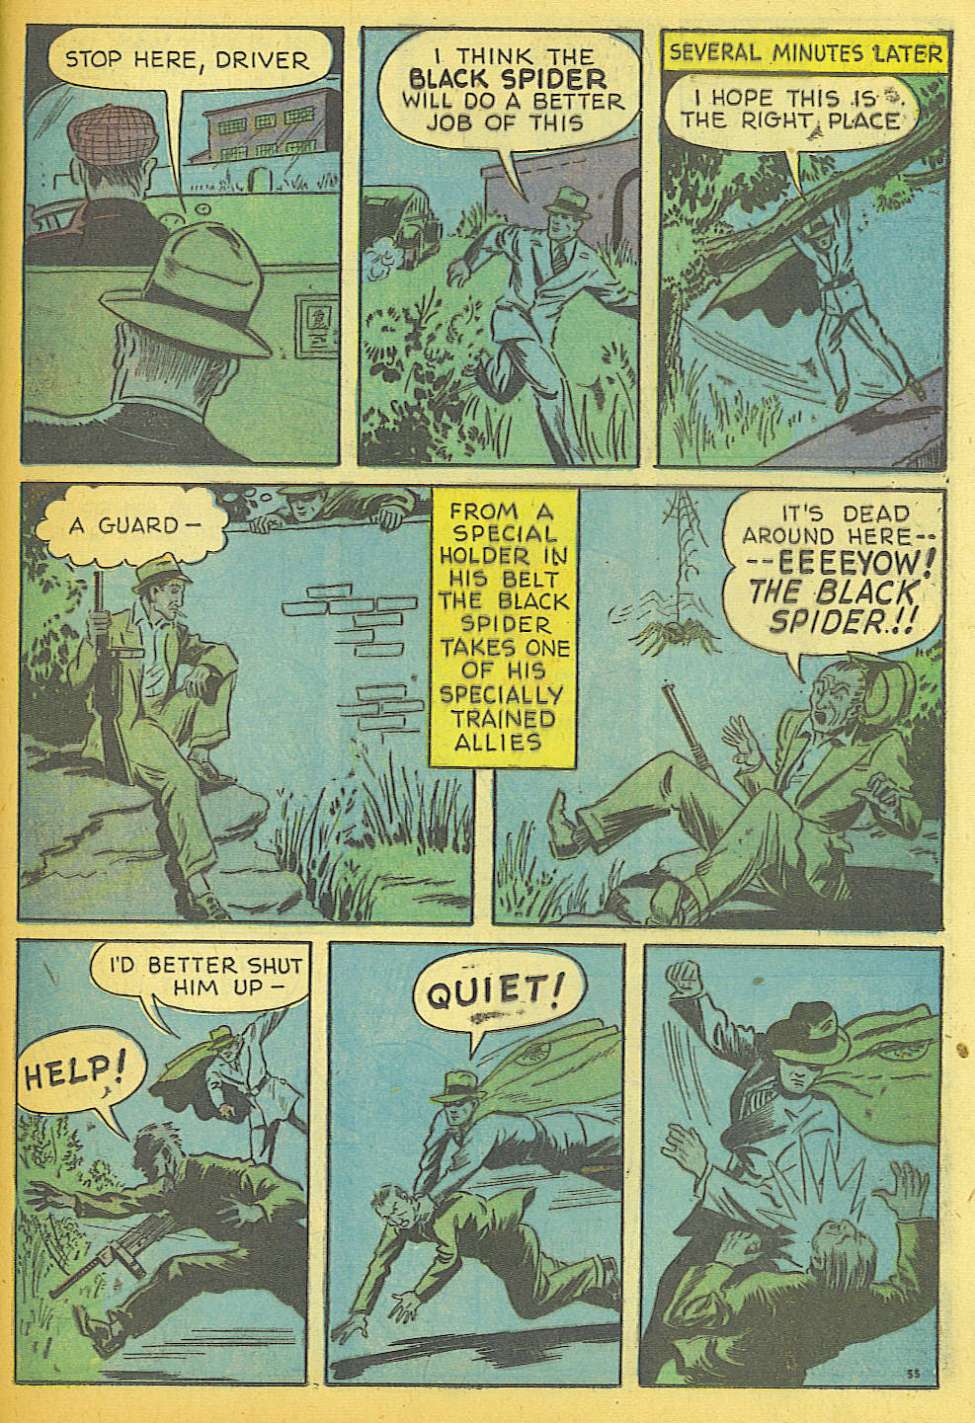 STOP HERE, DRIVER
I THINK THE
BLACK SPIDER
WILL DO A BETTER
JOB OF THIS
SEVERAL MINUTES LATER
I HOPE THIS IS
THE RIGHT PLACE
A GUARD—
FROM A
SPECIAL
HOLDER IN
HIS BELT
THE BLACK
SPIDER
TAKES ONE
OF HIS
SPECIALLY
TRAINED
ALLIES
IT'S DEAD
AROUND HERE--
--EEEEYOW!
THE BLACK
SPIDER!!
I'D BETTER SHUT
HIM UP—
HELP!
QUIET!
55